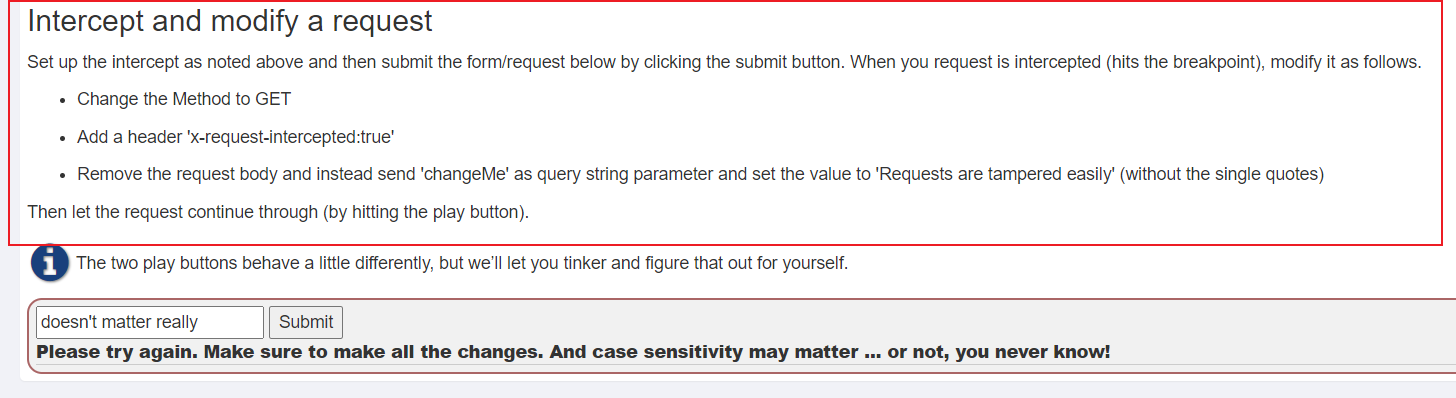 Intercept and modify a request
Set up the intercept as noted above and then submit the form/request below by clicking the submit button. When you request is intercepted (hits the breakpoint), modify it as follows.
• Change the Method to GET
• Add a header 'x-request-intercepted:true'
• Remove the request body and instead send 'changeMe' as query string parameter and set the value to 'Requests are tampered easily' (without the single quotes)
Then let the request continue through (by hitting the play button).
The two play buttons behave a little differently, but we’ll let you tinker and figure that out for yourself.
doesn't matter really Submit
Please try again. Make sure to make all the changes. And case sensitivity may matter ... or not, you never know!